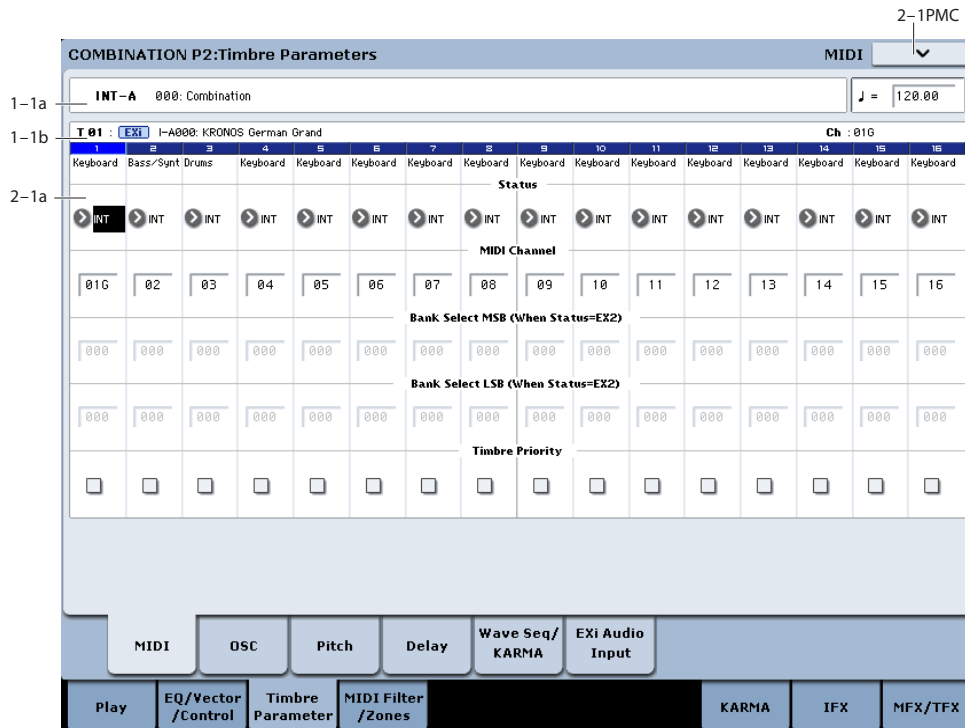 2–1PMC
COMBINATION P2:Timbre Parameters MIDI
1–1a
INT–A 000: Combination ♩ = 120.00
1–1b
T 01 : EXi I–A000: KRONOS German Grand Ch :01G
1 2 3 4 5 6 7 8 9 10 11 12 13 14 15 16
Keyboard Bass/Synt Drums Keyboard Keyboard Keyboard Keyboard Keyboard Keyboard Keyboard Keyboard Keyboard Keyboard Keyboard Keyboard Keyboard
Status
2–1a
INT INT INT INT INT INT INT INT INT INT INT INT INT INT INT INT
MIDI Channel
01G 02 03 04 05 06 07 08 09 10 11 12 13 14 15 16
Bank Select MSB (When Status=EX2)
000 000 000 000 000 000 000 000 000 000 000 000 000 000 000 000
Bank Select LSB (When Status=EX2)
000 000 000 000 000 000 000 000 000 000 000 000 000 000 000 000
Timbre Priority
MIDI OSC Pitch Delay Wave Seq/
KARMA EXi Audio
Input
Play EQ/Vector
/Control Timbre
Parameter MIDI Filter
/Zones KARMA IFX MFX/TFX